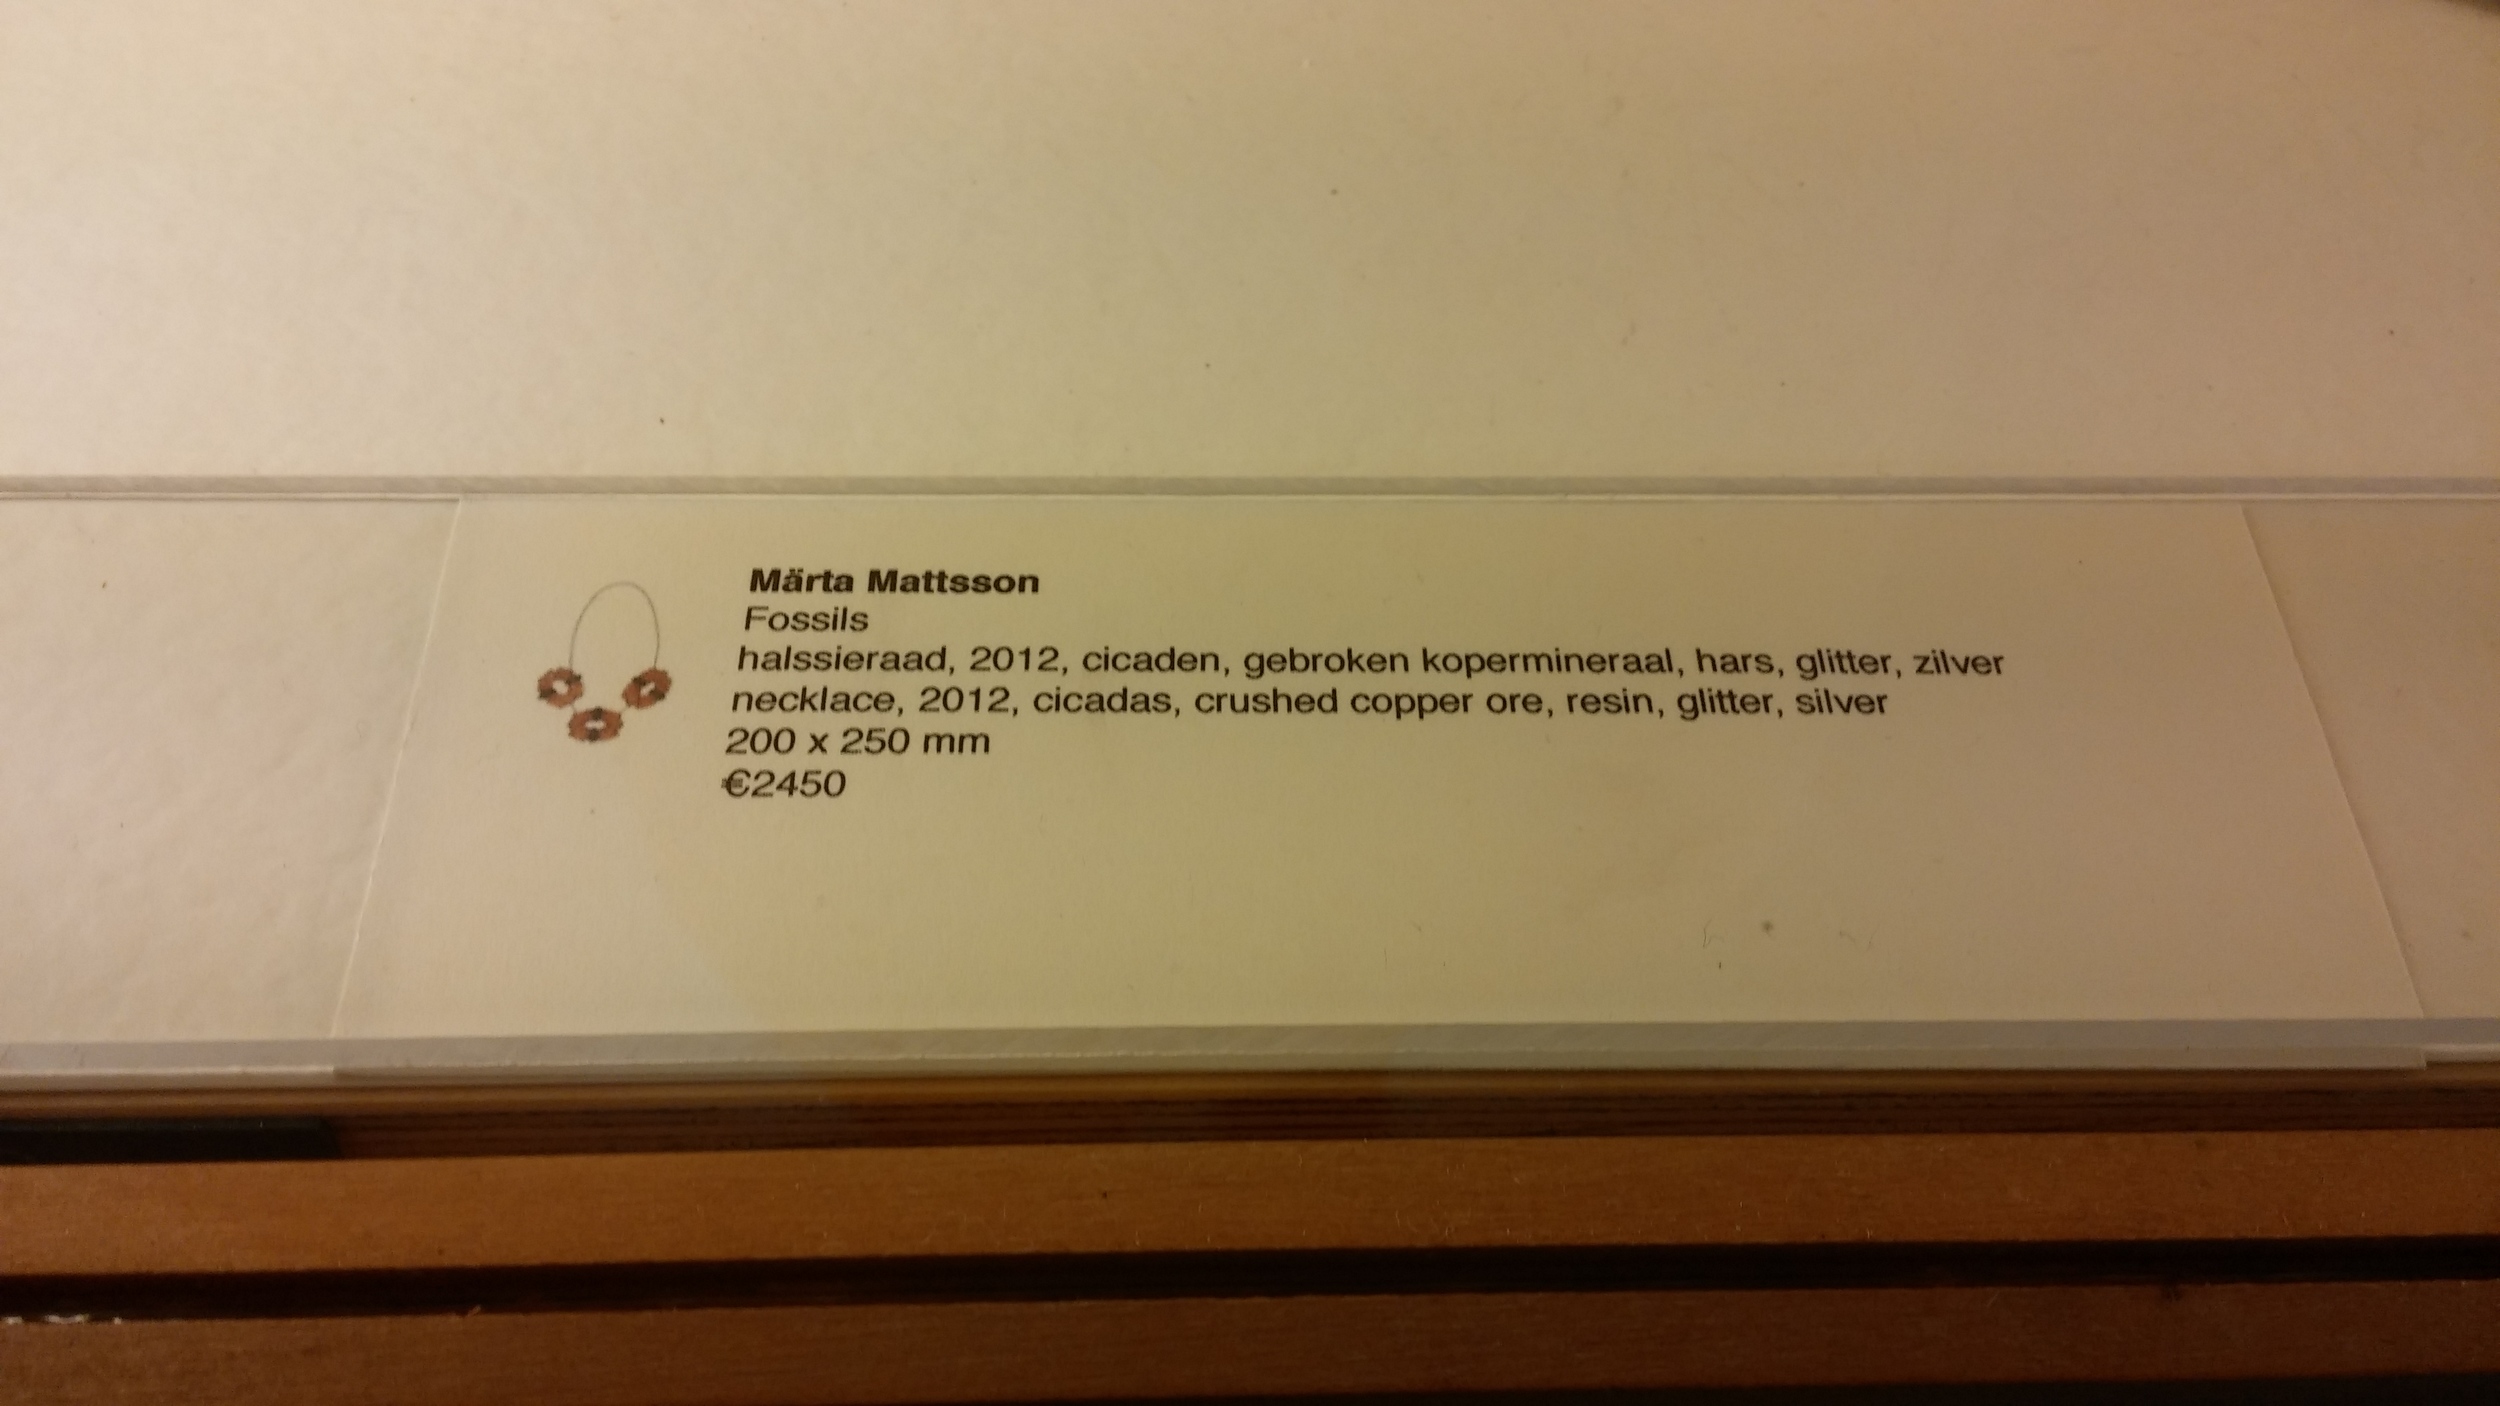 Märta Mattsson
Fossils
halssieraad, 2012, cicaden, gebroken kopermineraal, hars, glitter, zilver
necklace, 2012, cicadas, crushed copper ore, resin, glitter, silver
200 x 250 mm
€2450